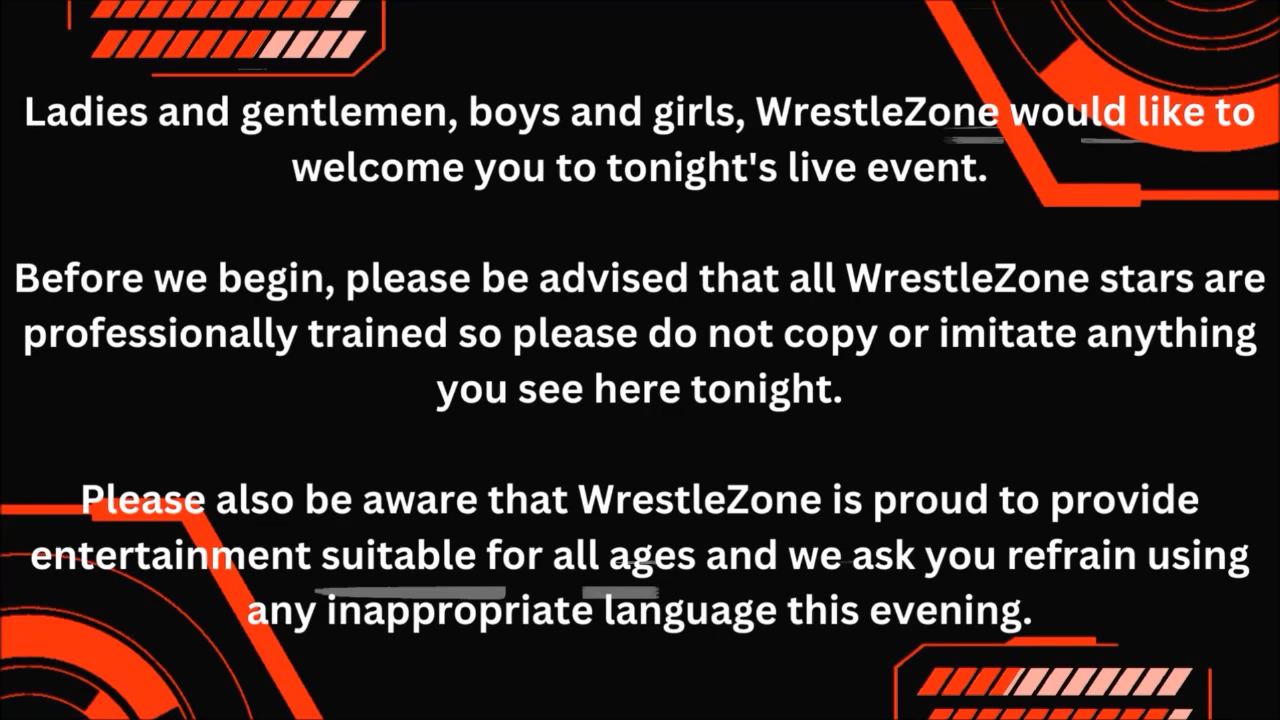 Ladies and gentlemen, boys and girls, WrestleZone would like to
welcome you to tonight's live event.
Before we begin, please be advised that all WrestleZone stars are
professionally trained so please do not copy or imitate anything
you see here tonight.
Please also be aware that WrestleZone is proud to provide
entertainment suitable for all ages and we ask you refrain using
any inappropriate language this evening.